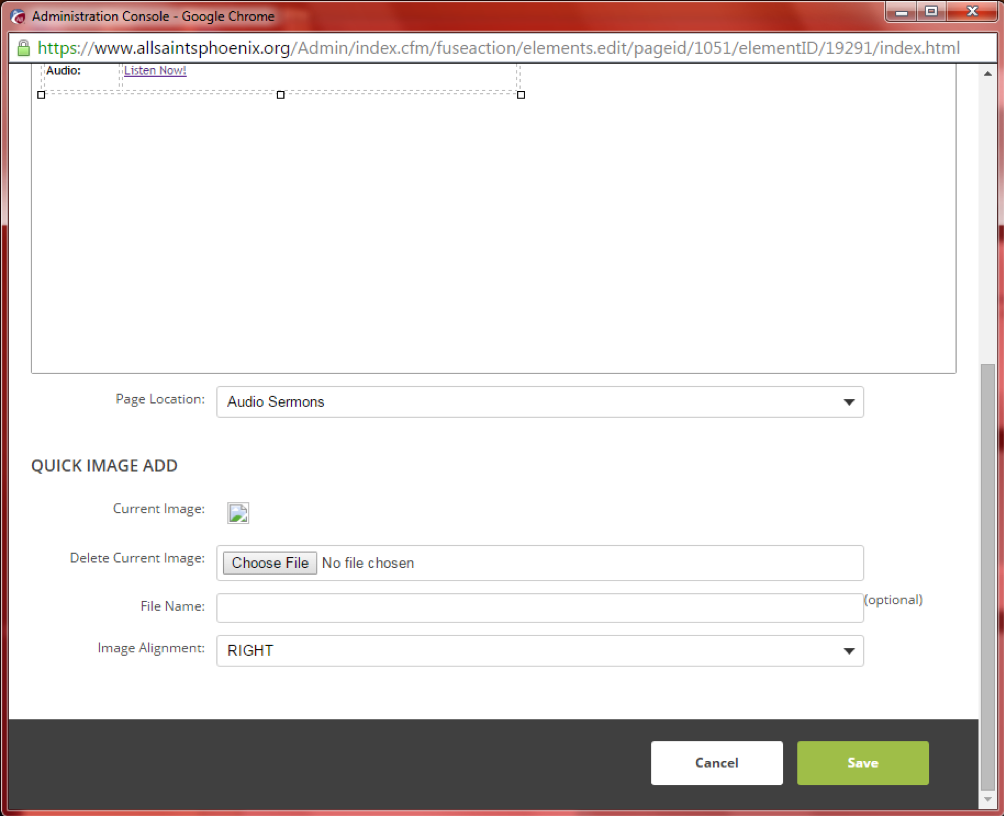 Administration Console - Google Chrome
https://www.allsaintsphoenix.org/Admin/index.cfm/fuseaction/elements.edit/pageid/1051/elementID/19291/index.html
Audio: Listen Now!
Page Location: Audio Sermons
QUICK IMAGE ADD
Current Image:
Delete Current Image: Choose File No file chosen
File Name: (optional)
Image Alignment: RIGHT
Cancel Save